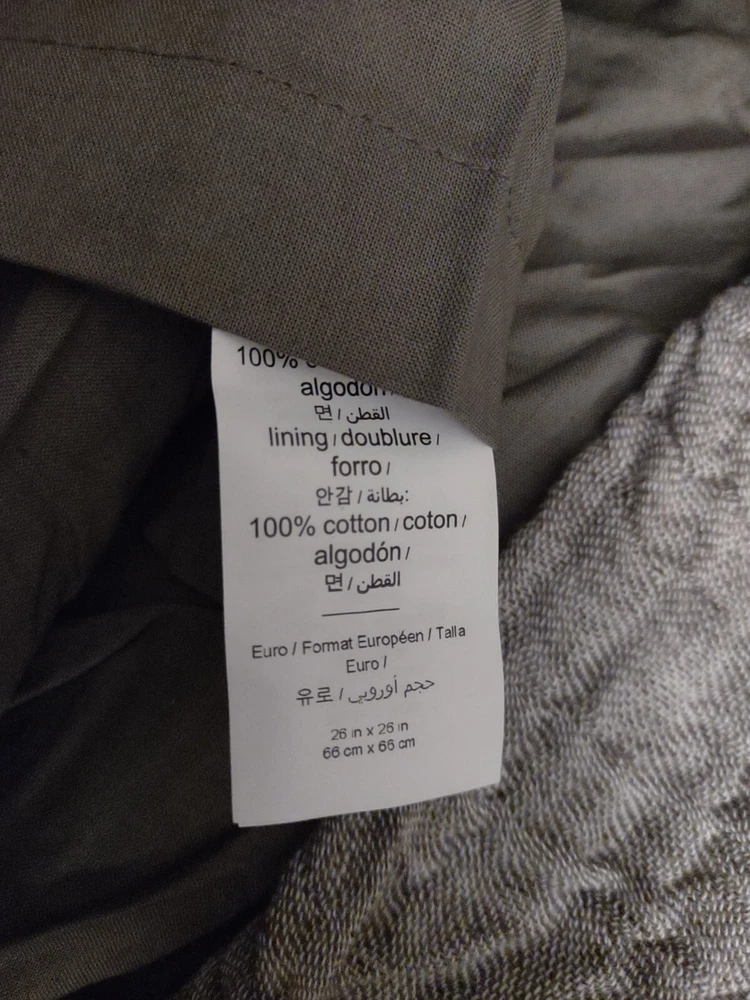 100%
algodón
면 / القطن
lining / doublure /
forro /
안감 / بطانة:
100% cotton / coton /
algodón /
면 / القطن
Euro / Format Européen / Talla
Euro /
유로 / حجم أوروبي
26 in x 26 in
66 cm x 66 cm